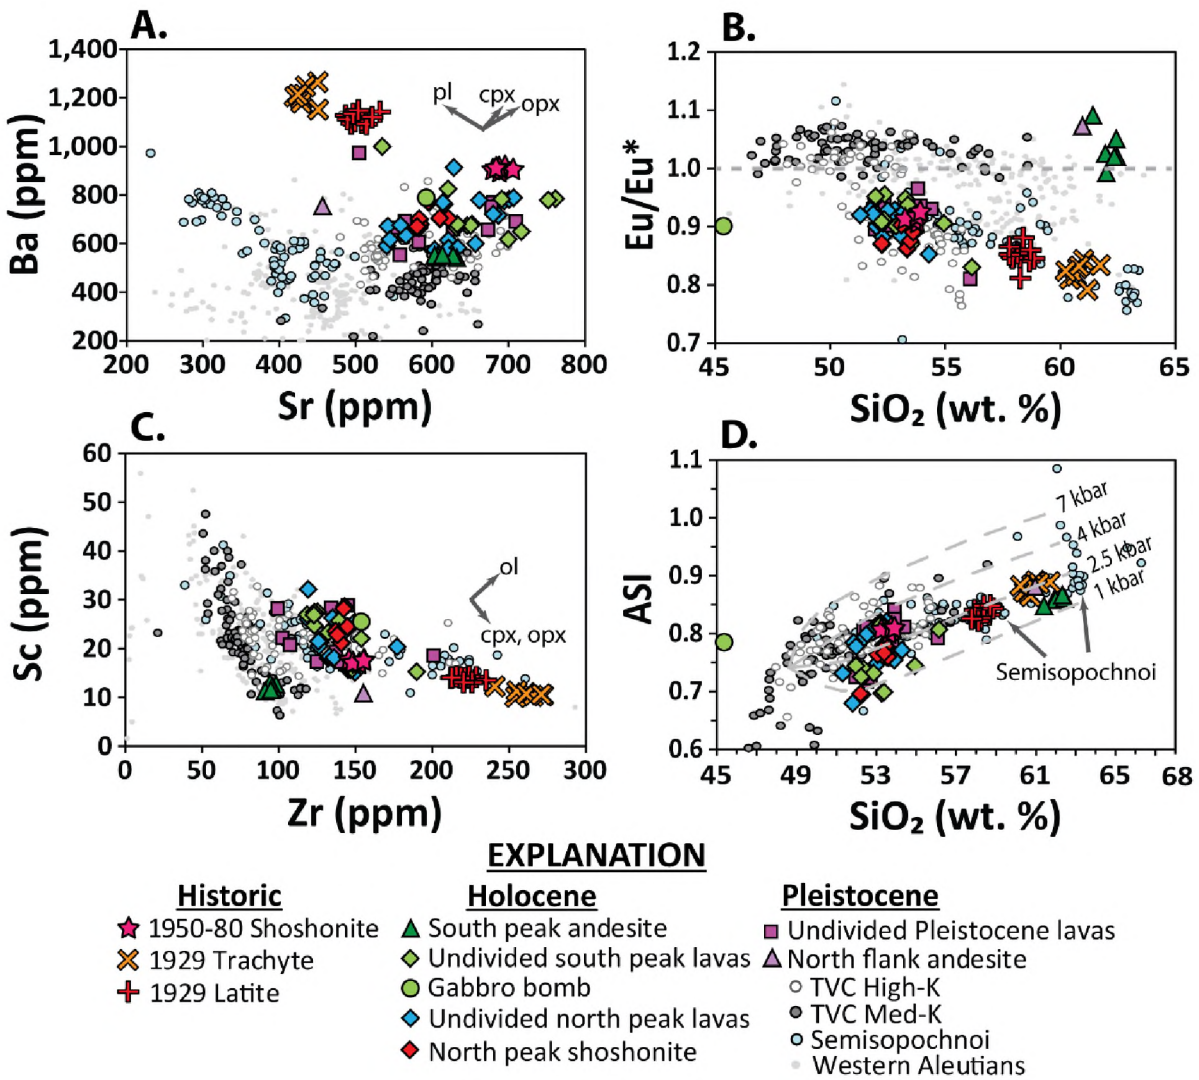 A.
1,400
1,200
1,000
800
600
400
200
Ba (ppm)
pl
cpx
opx
200 300 400 500 600 700 800
Sr (ppm)
B.
1.2
1.1
1.0
0.9
0.8
0.7
Eu/Eu*
45 50 55 60 65
SiO₂ (wt. %)
C.
60
50
40
30
20
10
0
Sc (ppm)
ol
cpx, opx
0 50 100 150 200 250 300
Zr (ppm)
D.
1.1
1.0
0.9
0.8
0.7
0.6
ASI
7 kbar
4 kbar
2.5 kbar
1 kbar
Semisopochnoi
45 49 53 57 61 65 68
SiO₂ (wt. %)
EXPLANATION
Historic
1950-80 Shoshonite
1929 Trachyte
1929 Latite
Holocene
South peak andesite
Undivided south peak lavas
Gabbro bomb
Undivided north peak lavas
North peak shoshonite
Pleistocene
Undivided Pleistocene lavas
North flank andesite
TVC High-K
TVC Med-K
Semisopochnoi
Western Aleutians